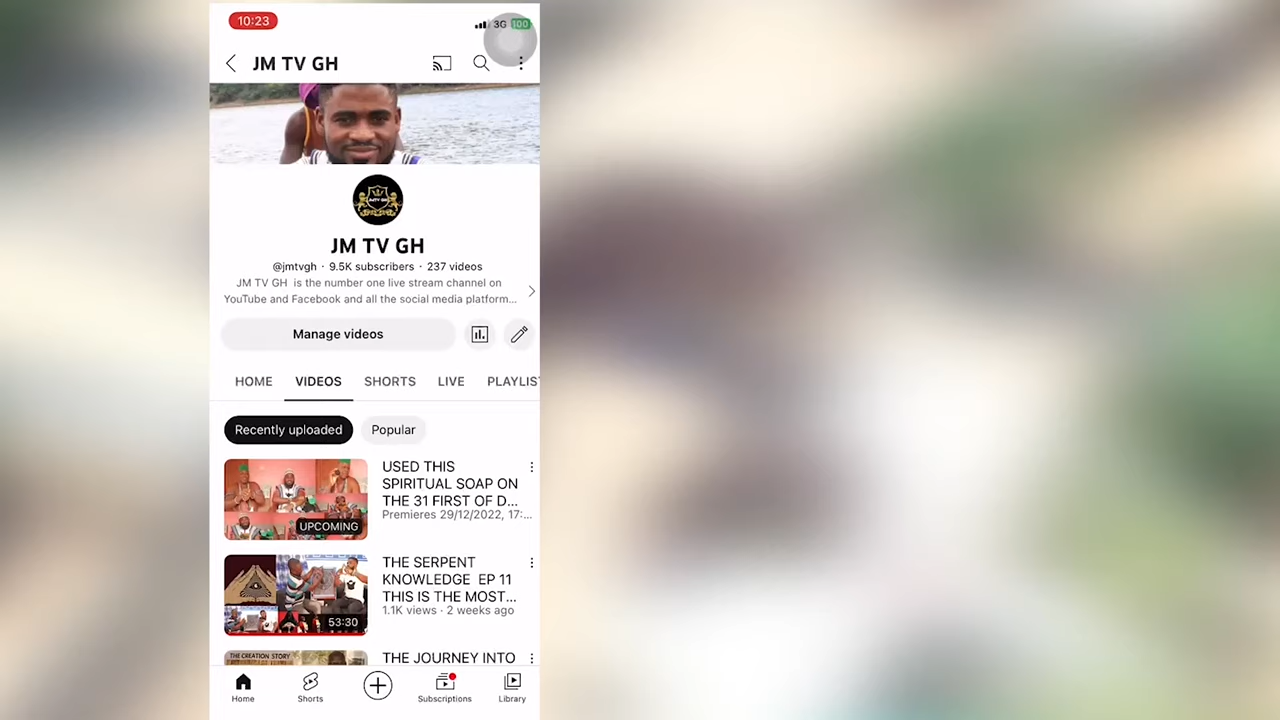 10:23
3G 100
JM TV GH
JM TV GH
@jmtvgh · 9.5K subscribers · 237 videos
JM TV GH is the number one live stream channel on
YouTube and Facebook and all the social media platform...
Manage videos
HOME VIDEOS SHORTS LIVE PLAYLIS
Recently uploaded Popular
USED THIS
SPIRITUAL SOAP ON
THE 31 FIRST OF D...
Premieres 29/12/2022, 17:...
UPCOMING
THE SERPENT
KNOWLEDGE EP 11
THIS IS THE MOST...
1.1K views · 2 weeks ago
53:30
THE CREATION STORY
THE JOURNEY INTO
Home Shorts Subscriptions Library